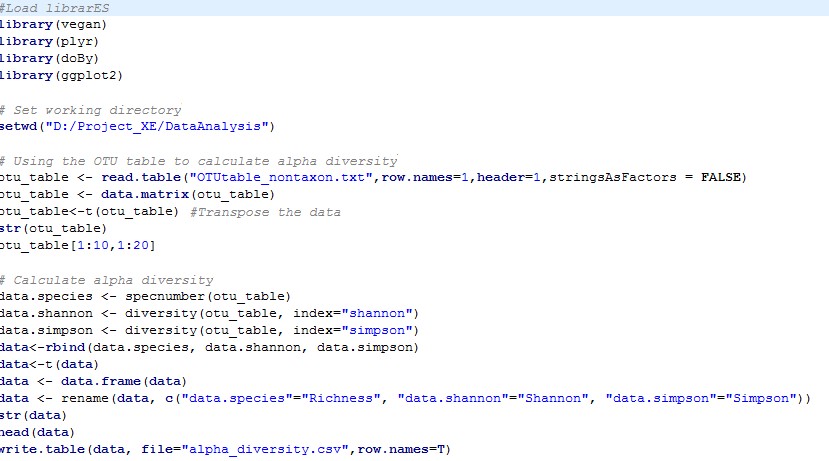 #Load librarES
library(vegan)
library(plyr)
library(doBy)
library(ggplot2)
# Set working directory
setwd("D:/Project_XE/DataAnalysis")
# Using the OTU table to calculate alpha diversity
otu_table <- read.table("OTUtable_nontaxon.txt",row.names=1,header=1,stringsAsFactors = FALSE)
otu_table <- data.matrix(otu_table)
otu_table<-t(otu_table) #Transpose the data
str(otu_table)
otu_table[1:10,1:20]
# Calculate alpha diversity
data.species <- specnumber(otu_table)
data.shannon <- diversity(otu_table, index="shannon")
data.simpson <- diversity(otu_table, index="simpson")
data<-rbind(data.species, data.shannon, data.simpson)
data<-t(data)
data <- data.frame(data)
data <- rename(data, c("data.species"="Richness", "data.shannon"="Shannon", "data.simpson"="Simpson"))
str(data)
head(data)
write.table(data, file="alpha_diversity.csv",row.names=T)